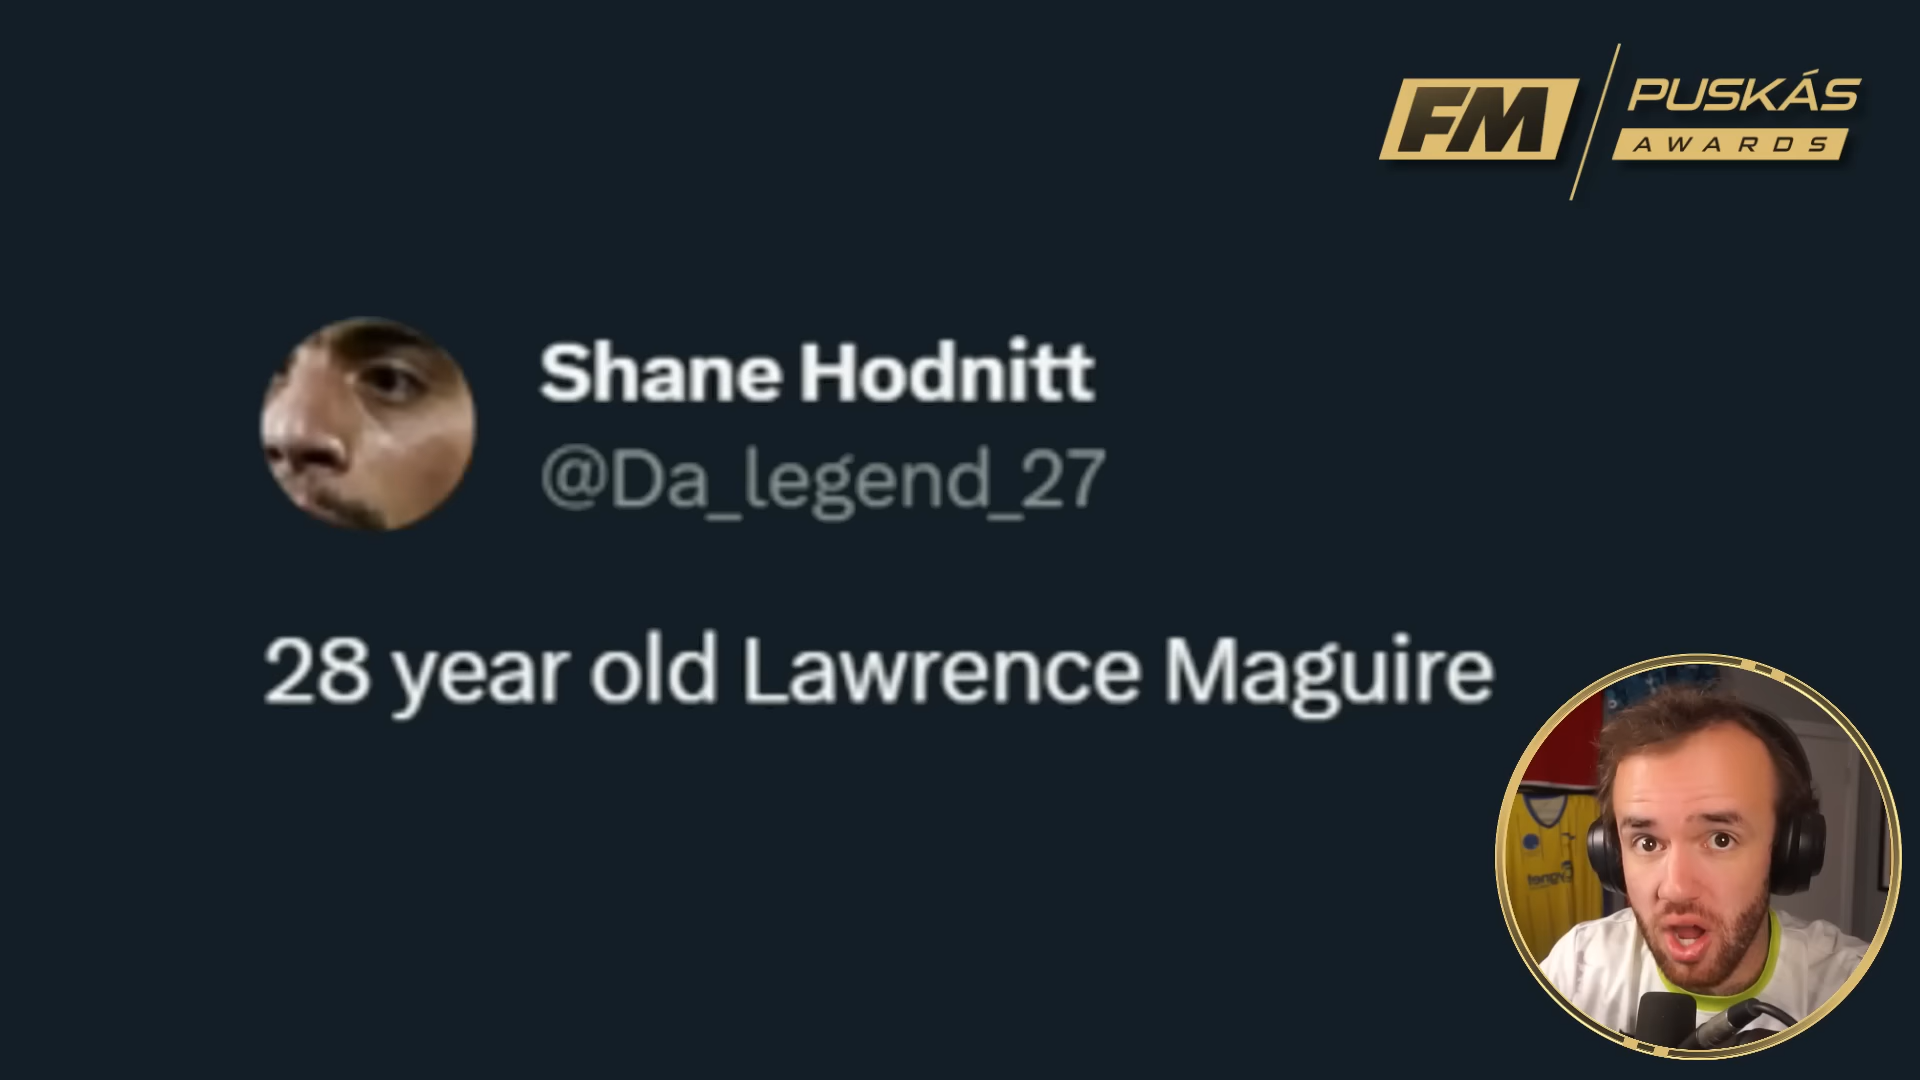 FM
PUSKÁS
AWARDS
Shane Hodnitt
@Da_legend_27
28 year old Lawrence Maguire